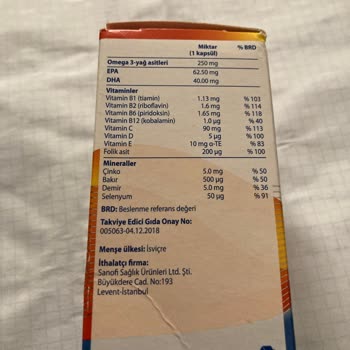 Miktar
(1 kapsül) % BRD
Omega 3-yağ asitleri 250 mg
EPA 62.50 mg
DHA 40.00 mg
Vitaminler
Vitamin B1 (tiamin) 1.13 mg % 103
Vitamin B2 (riboflavin) 1.6 mg % 114
Vitamin B6 (piridoksin) 1.65 mg % 118
Vitamin B12 (kobalamin) 1.0 µg % 40
Vitamin C 90 mg % 113
Vitamin D 5 µg % 100
Vitamin E 10 mg α-TE % 83
Folik asit 200 µg % 100
Mineraller
Çinko 5.0 mg % 50
Bakır 500 µg % 50
Demir 5.0 mg % 36
Selenyum 50 µg % 91
BRD: Beslenme referans değeri
Takviye Edici Gıda Onay No:
005063-04.12.2018
Menşe ülkesi: İsviçre
İthalatçı firma:
Sanofi Sağlık Ürünleri Ltd. Şti.
Büyükdere Cad. No:193
Levent-İstanbul